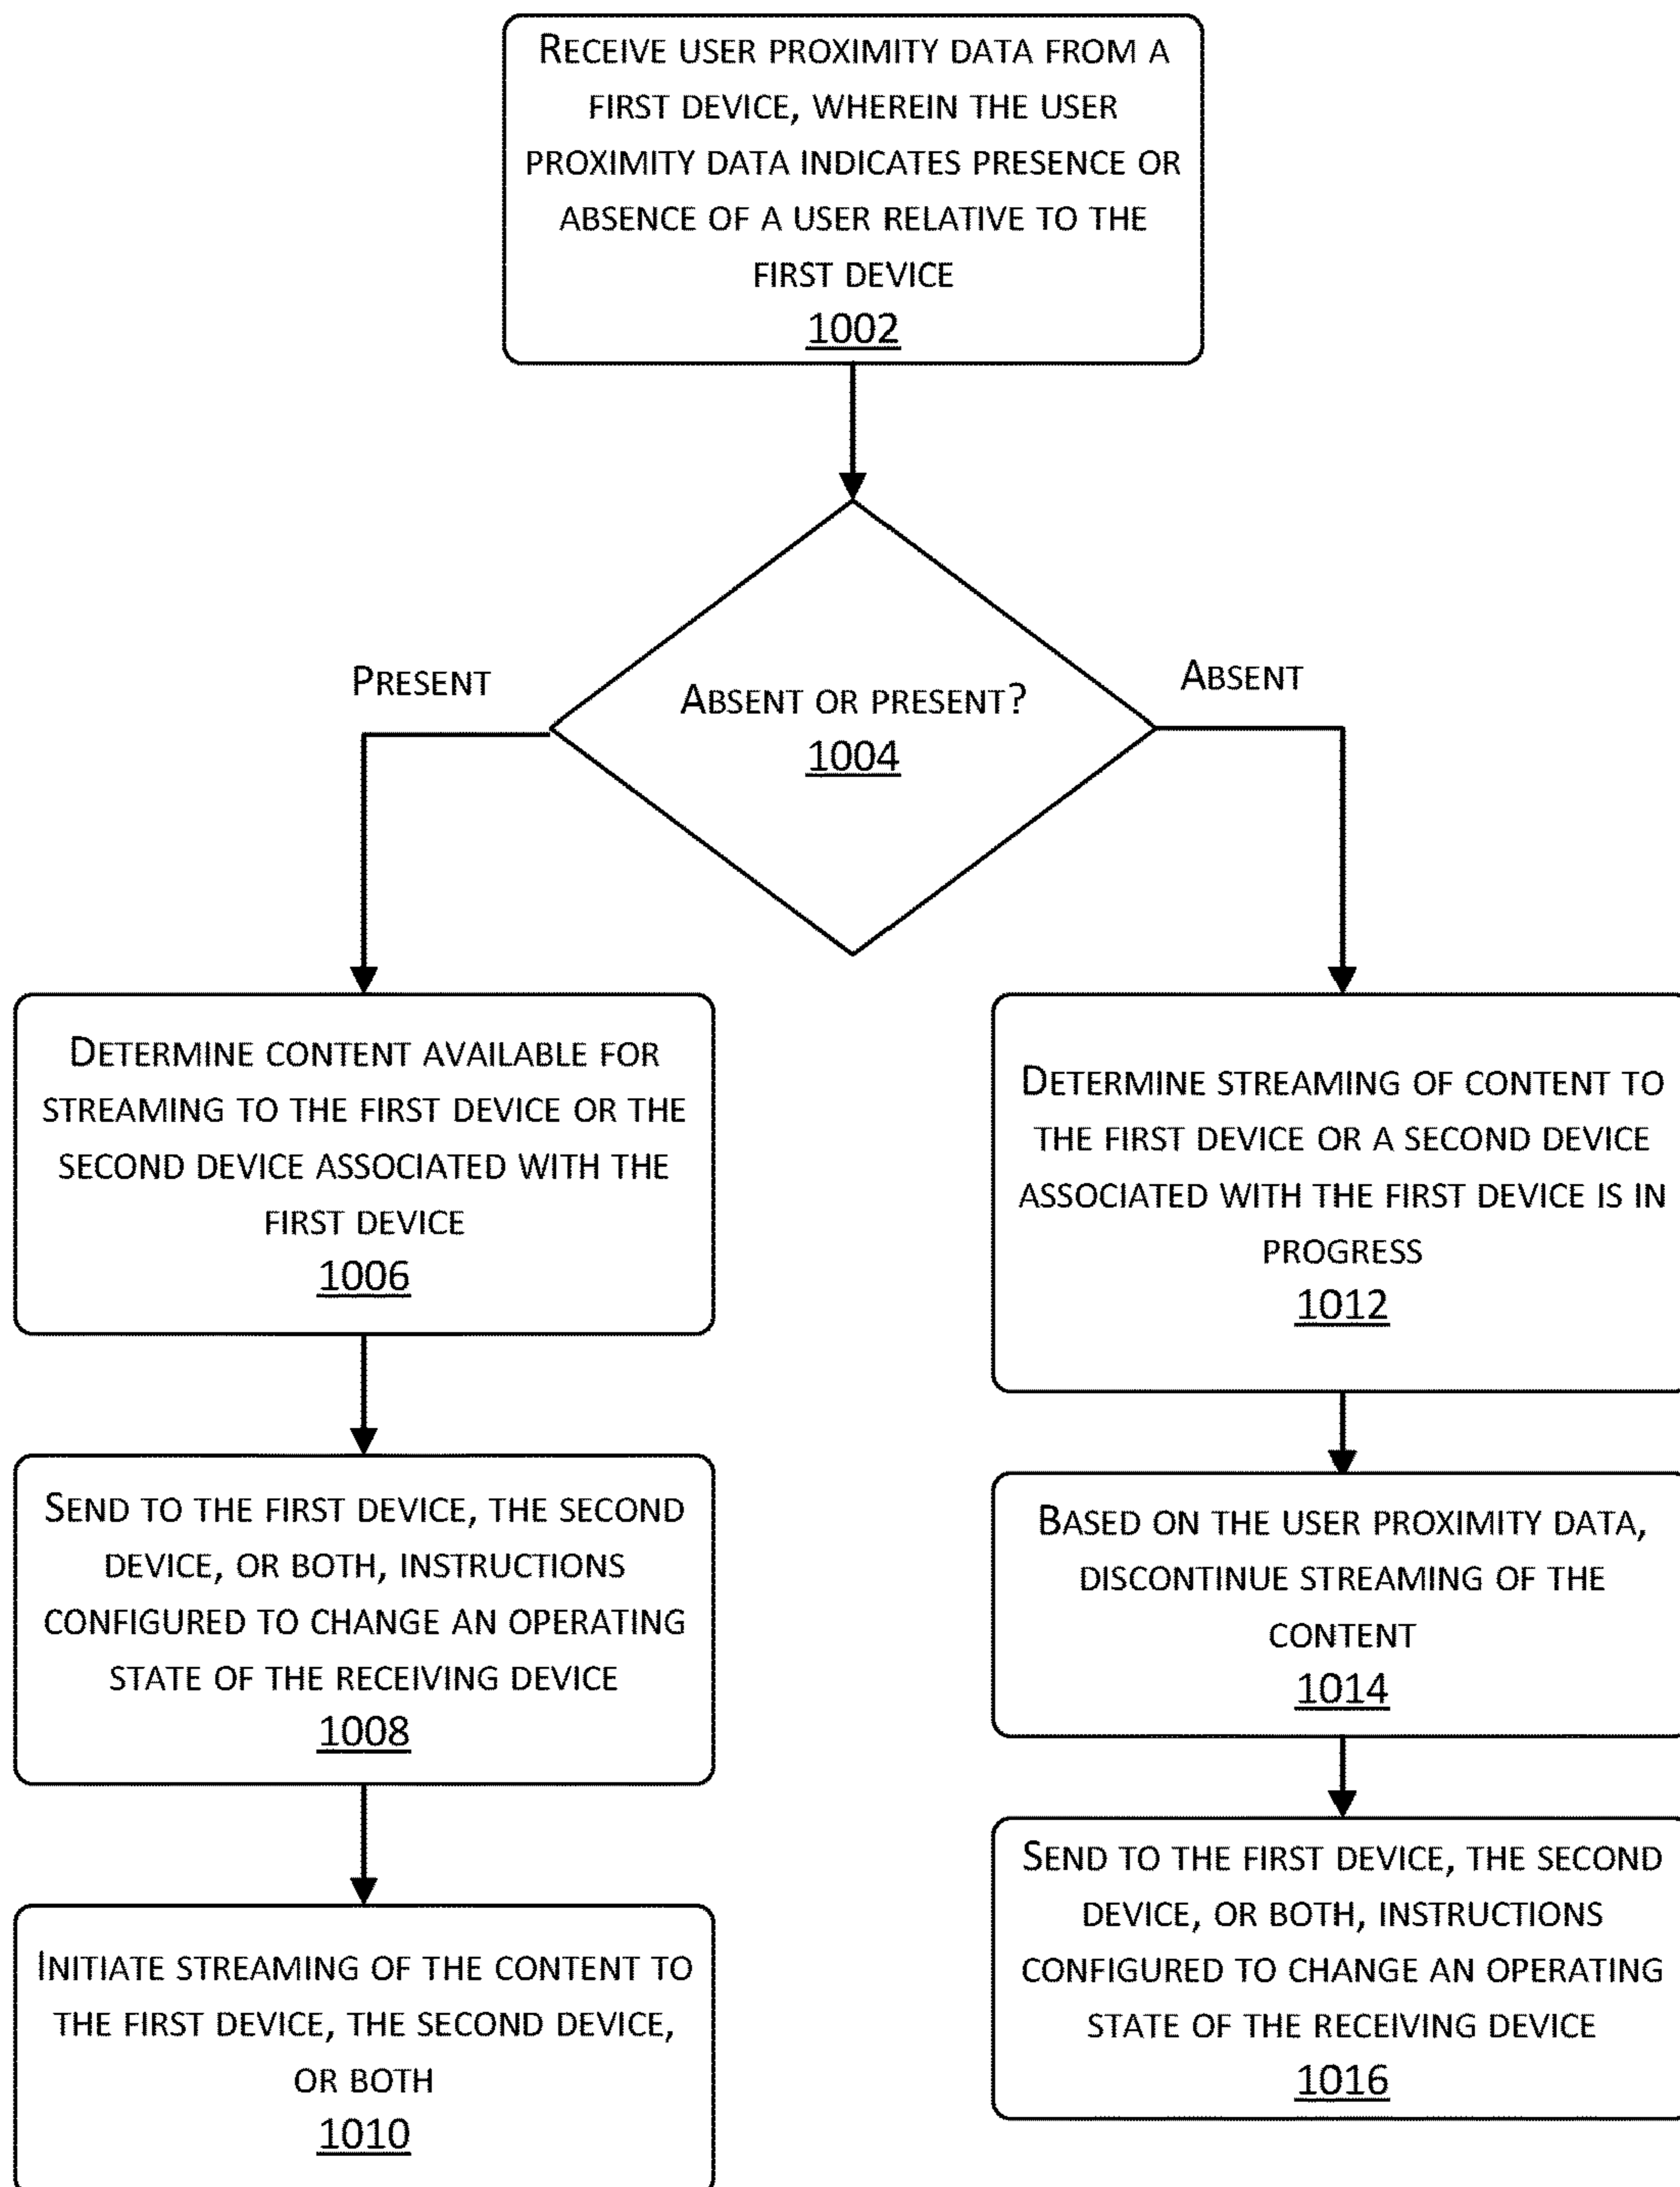 RECEIVE USER PROXIMITY DATA FROM A
FIRST DEVICE, WHEREIN THE USER
PROXIMITY DATA INDICATES PRESENCE OR
ABSENCE OF A USER RELATIVE TO THE
FIRST DEVICE
1002
PRESENT
ABSENT OR PRESENT?
1004
ABSENT
DETERMINE CONTENT AVAILABLE FOR
STREAMING TO THE FIRST DEVICE OR THE
SECOND DEVICE ASSOCIATED WITH THE
FIRST DEVICE
1006
SEND TO THE FIRST DEVICE, THE SECOND
DEVICE, OR BOTH, INSTRUCTIONS
CONFIGURED TO CHANGE AN OPERATING
STATE OF THE RECEIVING DEVICE
1008
INITIATE STREAMING OF THE CONTENT TO
THE FIRST DEVICE, THE SECOND DEVICE,
OR BOTH
1010
DETERMINE STREAMING OF CONTENT TO
THE FIRST DEVICE OR A SECOND DEVICE
ASSOCIATED WITH THE FIRST DEVICE IS IN
PROGRESS
1012
BASED ON THE USER PROXIMITY DATA,
DISCONTINUE STREAMING OF THE
CONTENT
1014
SEND TO THE FIRST DEVICE, THE SECOND
DEVICE, OR BOTH, INSTRUCTIONS
CONFIGURED TO CHANGE AN OPERATING
STATE OF THE RECEIVING DEVICE
1016